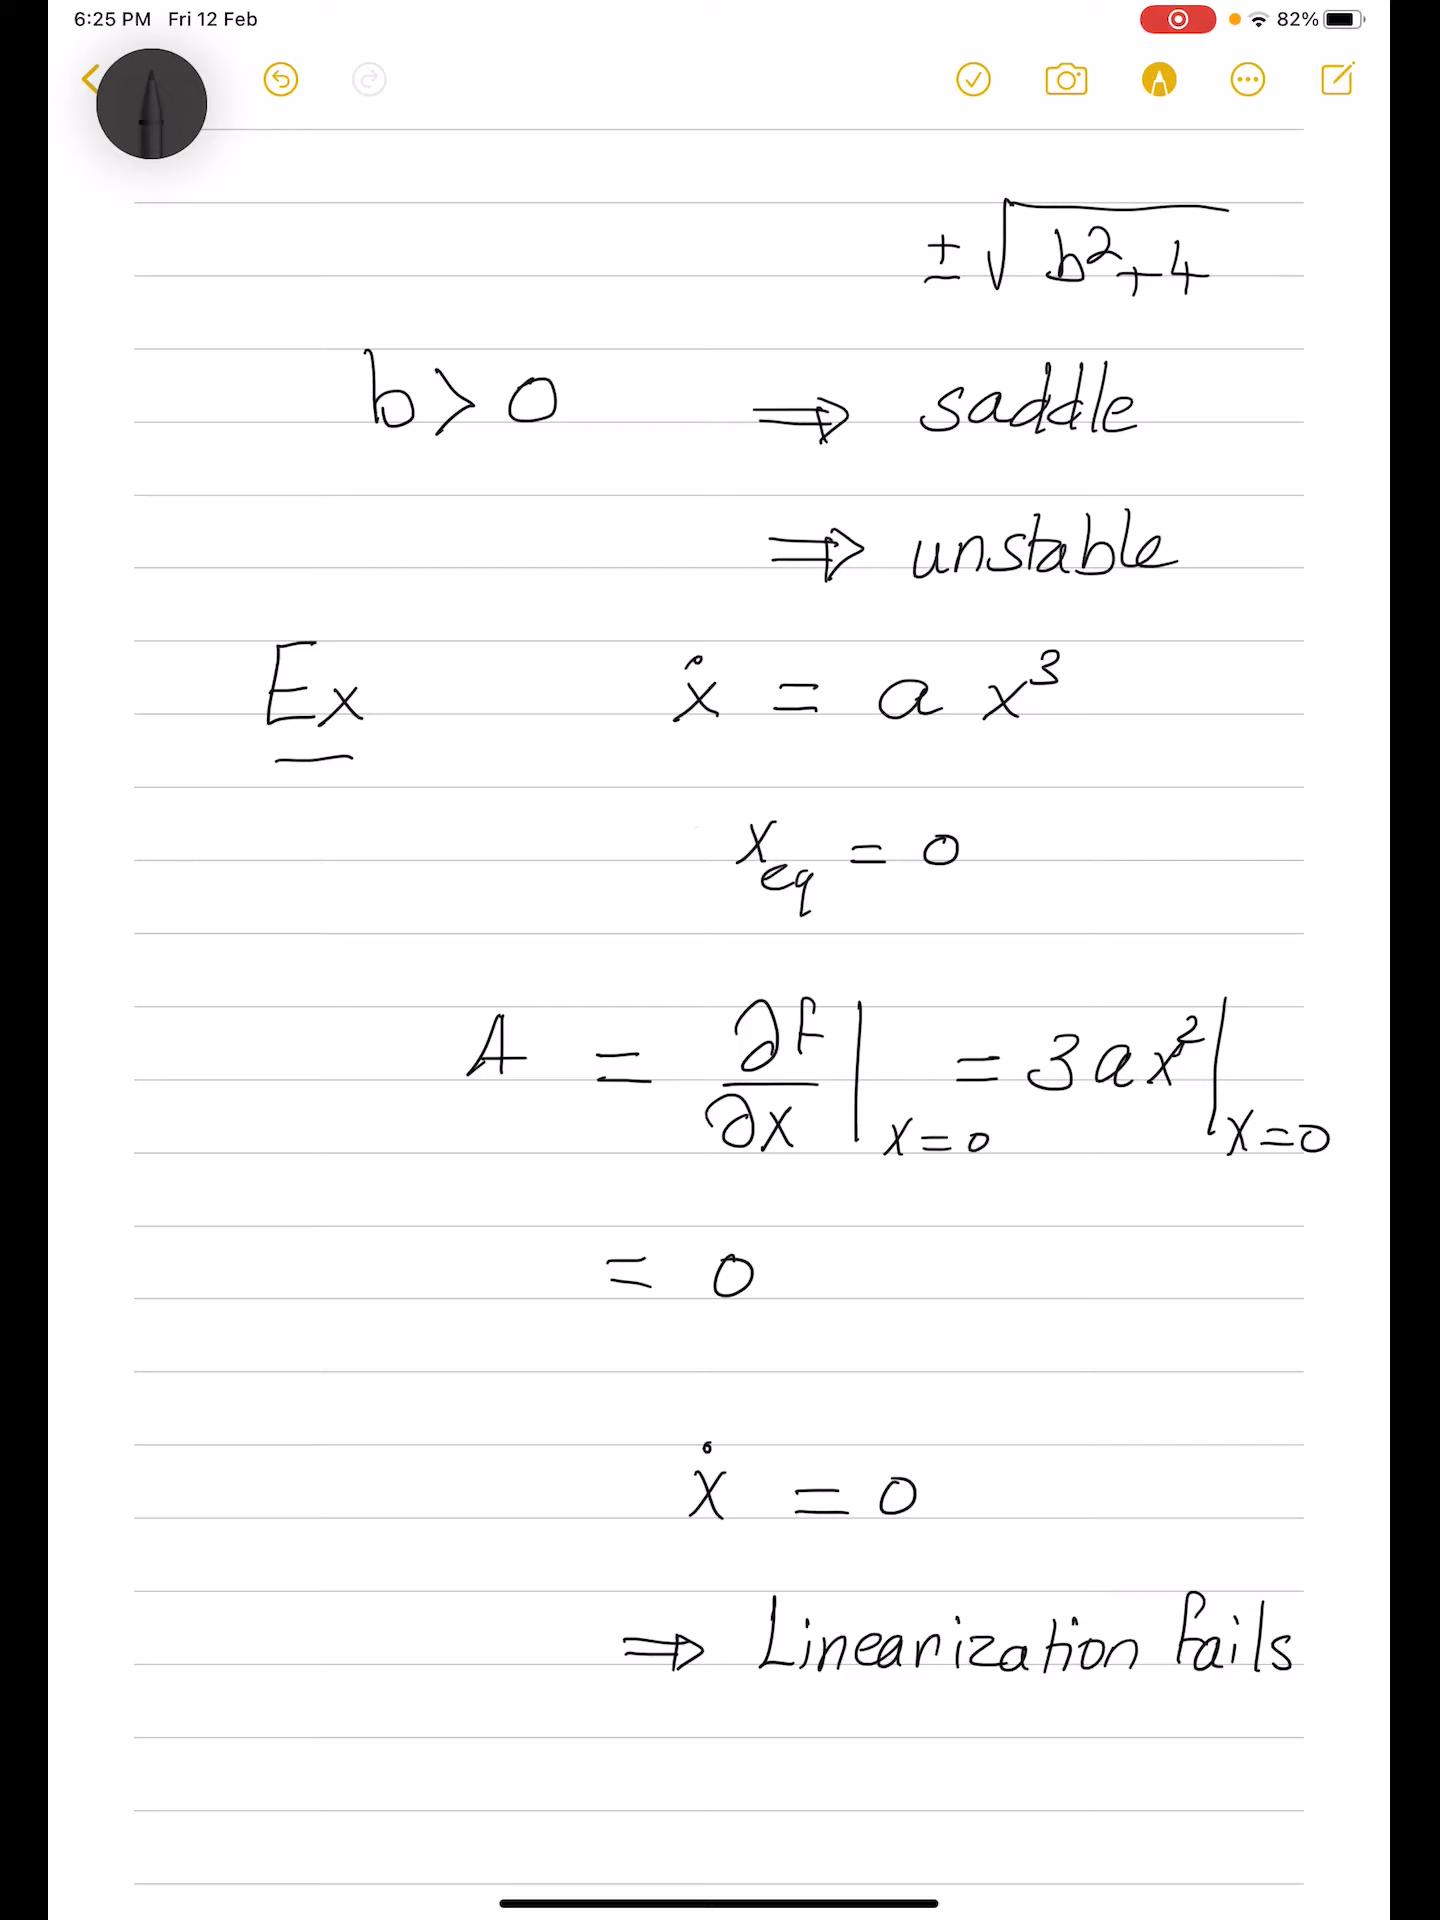 6:25 PM Fri 12 Feb 82%
± √(b²+4)
b > 0 ⇒ saddle
⇒ unstable
Ex ẋ = a x³
x_eq = 0
A = ∂f/∂x |_{x=0} = 3ax² |_{x=0}
= 0
ẋ = 0
⇒ Linearization fails